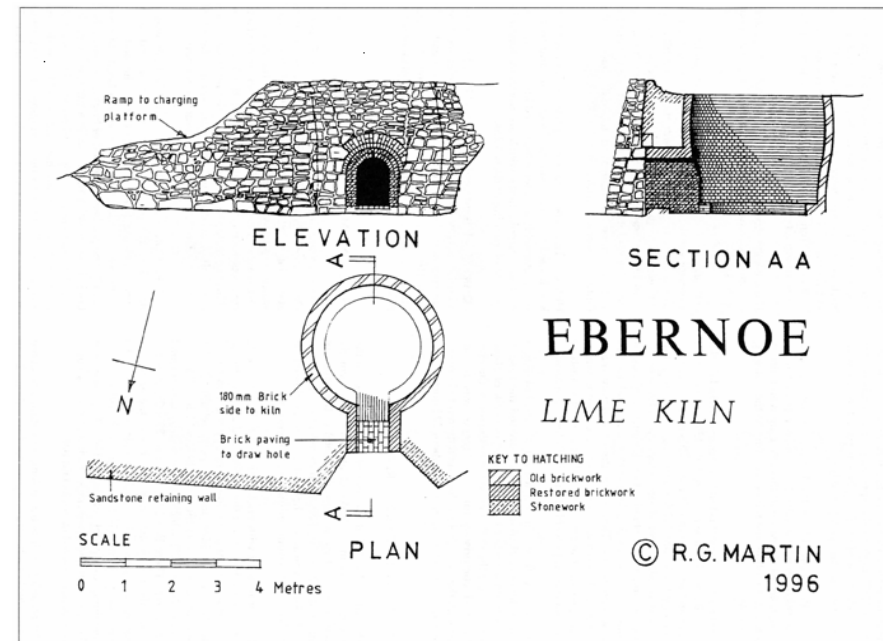 Ramp to charging
platform
ELEVATION
SECTION A A
A
EBERNOE
LIME KILN
N
180mm Brick
side to kiln
Brick paving
to draw hole
KEY TO HATCHING
Old brickwork
Restored brickwork
Stonework
Sandstone retaining wall
A
SCALE
0 1 2 3 4 Metres
PLAN
© R.G. MARTIN
1996